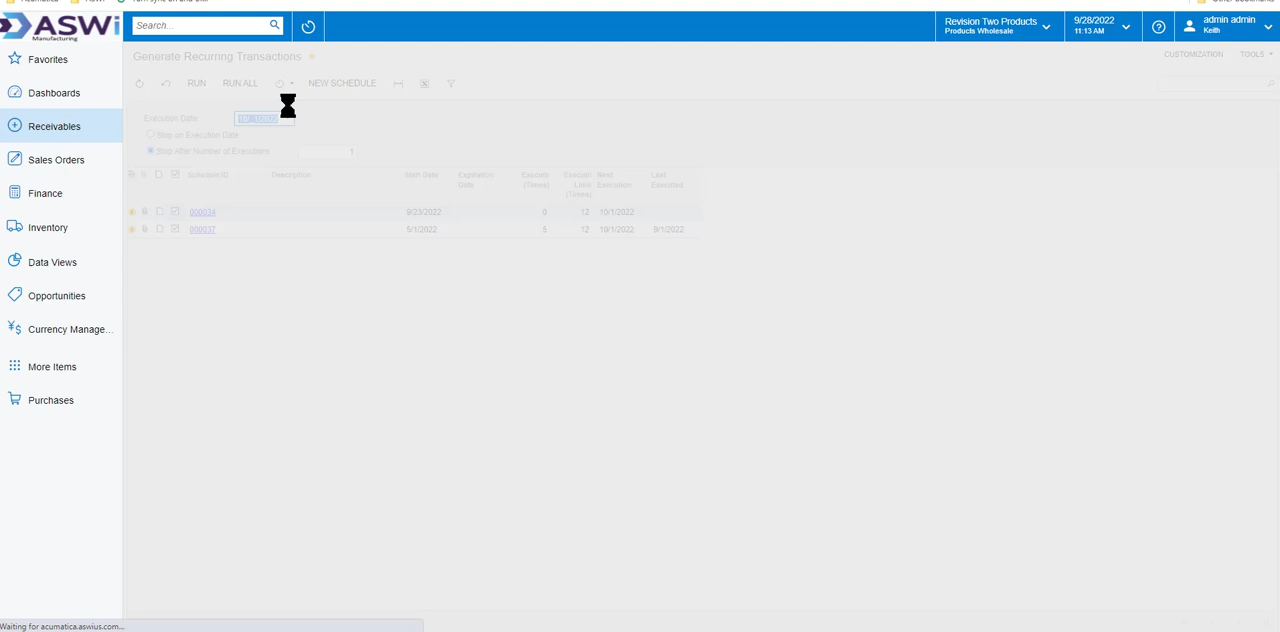 ASWi
Manufacturing
Search...
Revision Two Products
Products Wholesale
9/28/2022
11:13 AM
admin admin
Keith
Favorites
Dashboards
Receivables
Sales Orders
Finance
Inventory
Data Views
Opportunities
¥$ Currency Manage...
More Items
Purchases
Generate Recurring Transactions
CUSTOMIZATION TOOLS
RUN RUN ALL NEW SCHEDULE
Execution Date:
Stop on Execution Date
Stop After Number of Executions 1
Schedule ID Description Start Date Expiration Date Execute (Times) Execute Limit (Times) Next Execution Last Executed
000034 9/23/2022 0 12 10/1/2022
000037 5/1/2022 5 12 10/1/2022 9/1/2022
Waiting for acumatica.aswius.com...